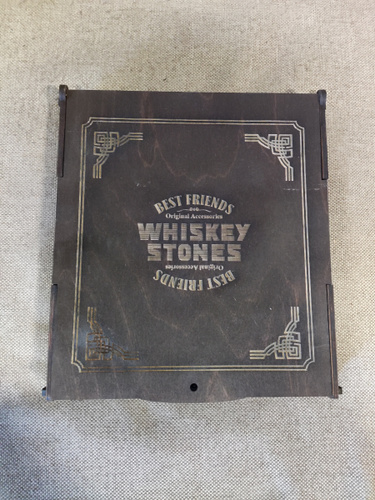 BEST FRIENDS
Original Accessories
WHISKEY
STONES
Original Accessories
BEST FRIENDS